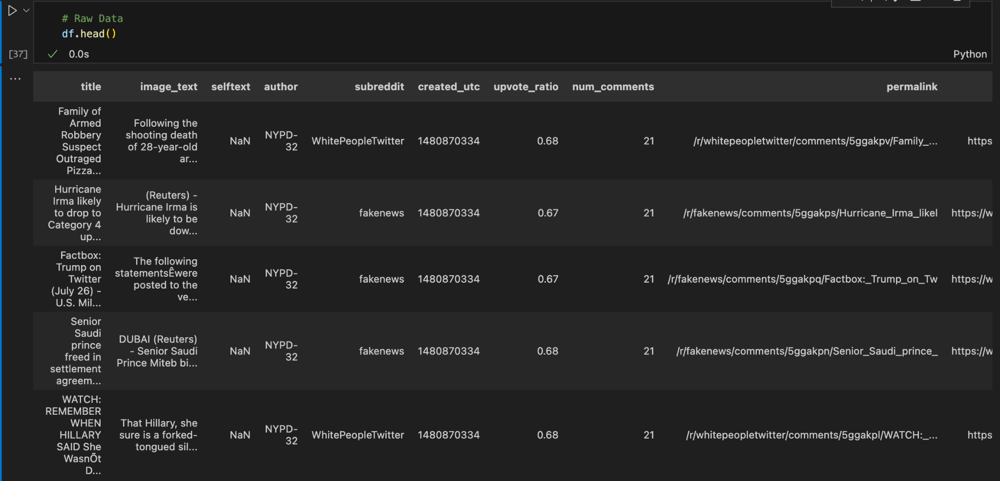 # Raw Data
df.head()
[37]
0.0s
Python
...
title image_text selftext author subreddit created_utc upvote_ratio num_comments permalink
Family of
Armed
Robbery
Suspect
Outraged
Pizza...
Following the
shooting death
of 28-year-old
ar...
NaN
NYPD-
32
WhitePeopleTwitter
1480870334
0.68
21
/r/whitepeopletwitter/comments/5ggakpv/Family_...
https
Hurricane
Irma likely
to drop to
Category 4
up...
(Reuters) -
Hurricane Irma is
likely to be
dow...
NaN
NYPD-
32
fakenews
1480870334
0.67
21
/r/fakenews/comments/5ggakps/Hurricane_Irma_likel
https://w
Factbox:
Trump on
Twitter
(July 26) -
U.S. Mil...
The following
statementsÊwere
posted to the
ve...
NaN
NYPD-
32
fakenews
1480870334
0.67
21
/r/fakenews/comments/5ggakpq/Factbox:_Trump_on_Tw
https://w
Senior
Saudi
prince
freed in
settlement
agreem...
DUBAI (Reuters)
- Senior Saudi
Prince Miteb bi...
NaN
NYPD-
32
fakenews
1480870334
0.68
21
/r/fakenews/comments/5ggakpn/Senior_Saudi_prince_
https://w
WATCH:
REMEMBER
WHEN
HILLARY
SAID She
WasnÕt
D...
That Hillary, she
sure is a forked-
tongued sil...
NaN
NYPD-
32
WhitePeopleTwitter
1480870334
0.68
21
/r/whitepeopletwitter/comments/5ggakpl/WATCH:_...
https